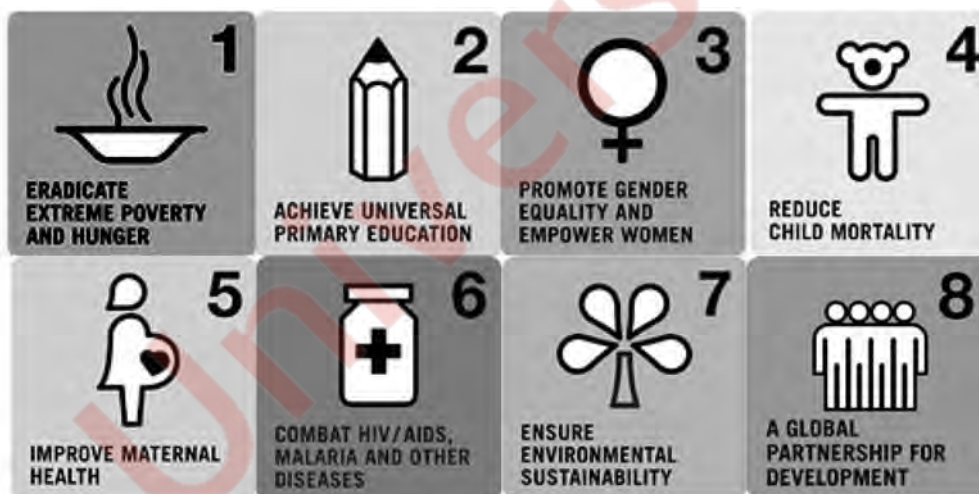 1
ERADICATE
EXTREME POVERTY
AND HUNGER
2
ACHIEVE UNIVERSAL
PRIMARY EDUCATION
3
PROMOTE GENDER
EQUALITY AND
EMPOWER WOMEN
4
REDUCE
CHILD MORTALITY
5
IMPROVE MATERNAL
HEALTH
6
COMBAT HIV/AIDS,
MALARIA AND OTHER
DISEASES
7
ENSURE
ENVIRONMENTAL
SUSTAINABILITY
8
A GLOBAL
PARTNERSHIP FOR
DEVELOPMENT
Univers